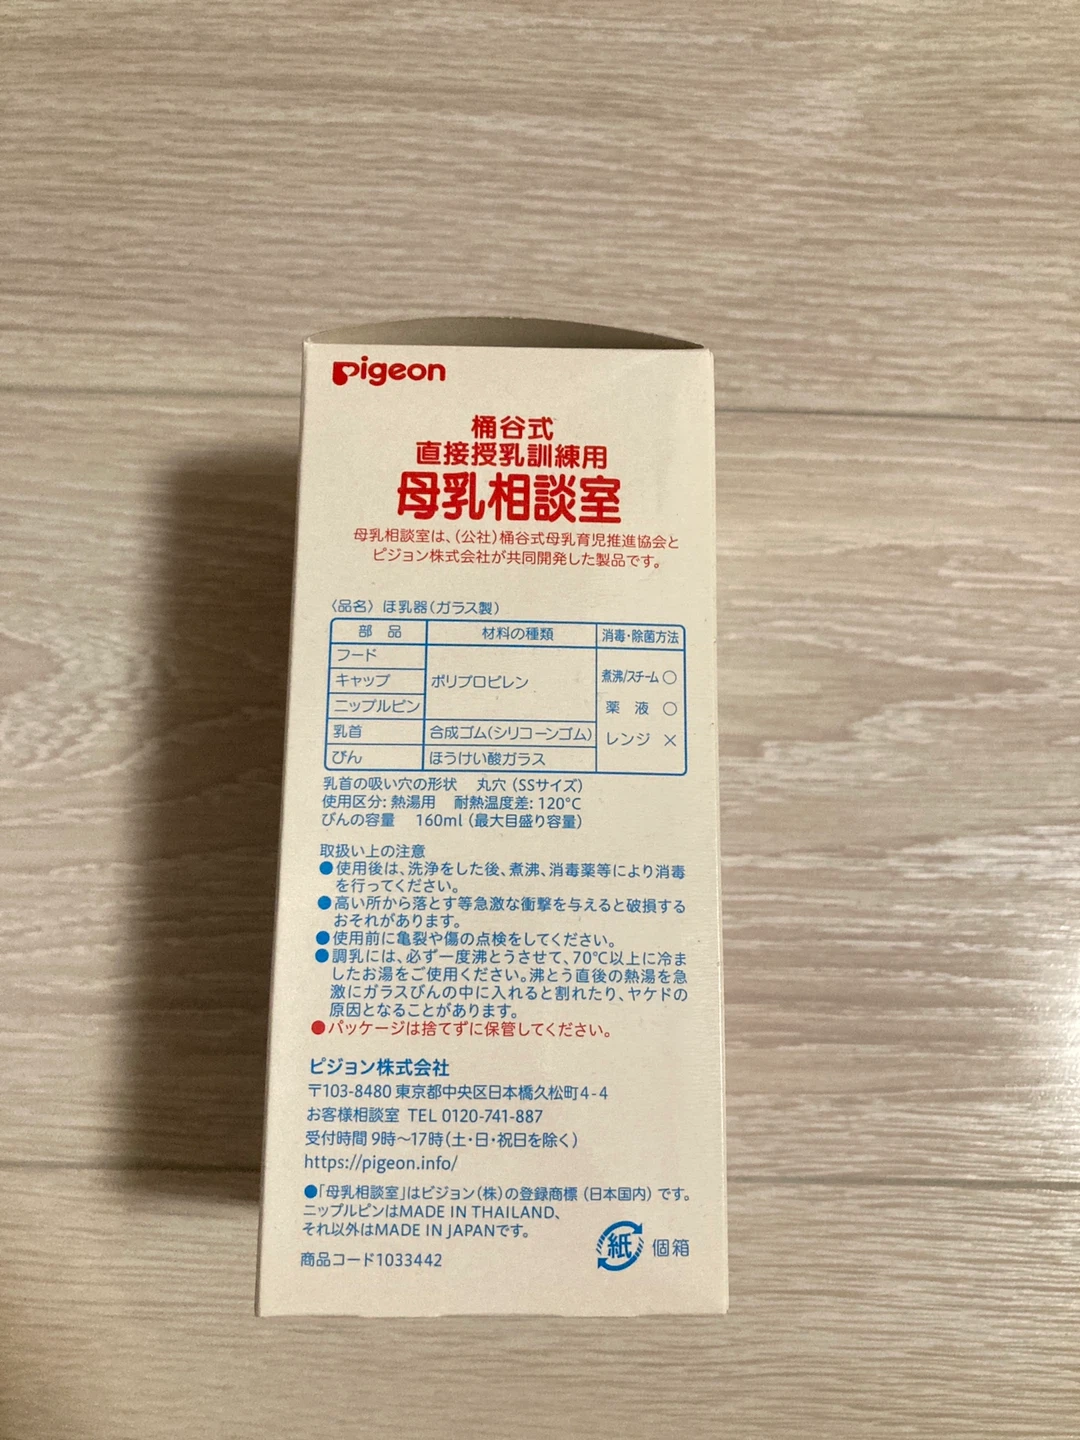 pigeon
桶谷式
直接授乳訓練用
母乳相談室
母乳相談室は、(公社)桶谷式母乳育児推進協会と
ピジョン株式会社が共同開発した製品です。
〈品名〉ほ乳器(ガラス製)
部品 材料の種類 消毒・除菌方法
フード
キャップ ポリプロピレン 煮沸/スチーム○
ニップルピン 薬液○
乳首 合成ゴム(シリコーンゴム) レンジ×
びん ほうけい酸ガラス
乳首の吸い穴の形状 丸穴(SSサイズ)
使用区分:熱湯用 耐熱温度差:120℃
びんの容量 160ml(最大目盛り容量)
取扱い上の注意
●使用後は、洗浄をした後、煮沸、消毒薬等により消毒
を行ってください。
●高い所から落とす等急激な衝撃を与えると破損する
おそれがあります。
●使用前に亀裂や傷の点検をしてください。
●調乳には、必ず一度沸とうさせて、70℃以上に冷ま
したお湯をご使用ください。沸とう直後の熱湯を急
激にガラスびんの中に入れると割れたり、ヤケドの
原因となることがあります。
●パッケージは捨てずに保管してください。
ピジョン株式会社
〒103-8480 東京都中央区日本橋久松町4-4
お客様相談室 TEL 0120-741-887
受付時間 9時〜17時(土・日・祝日を除く)
https://pigeon.info/
●「母乳相談室」はピジョン(株)の登録商標(日本国内)です。
ニップルピンはMADE IN THAILAND、
それ以外はMADE IN JAPANです。
紙 個箱
商品コード1033442